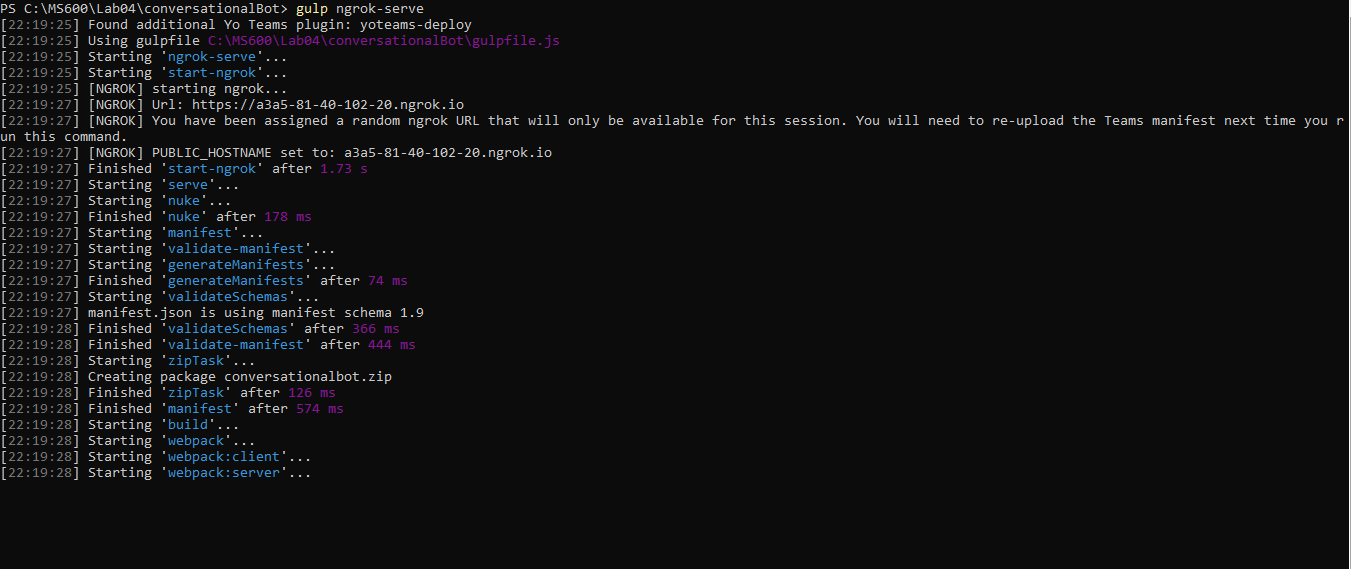 PS C:\MS600\Lab04\conversationalBot> gulp ngrok-serve
[22:19:25] Found additional Yo Teams plugin: yoteams-deploy
[22:19:25] Using gulpfile C:\MS600\Lab04\conversationalBot\gulpfile.js
[22:19:25] Starting 'ngrok-serve'...
[22:19:25] Starting 'start-ngrok'...
[22:19:25] [NGROK] starting ngrok...
[22:19:27] [NGROK] Url: https://a3a5-81-40-102-20.ngrok.io
[22:19:27] [NGROK] You have been assigned a random ngrok URL that will only be available for this session. You will need to re-upload the Teams manifest next time you r
un this command.
[22:19:27] [NGROK] PUBLIC_HOSTNAME set to: a3a5-81-40-102-20.ngrok.io
[22:19:27] Finished 'start-ngrok' after 1.73 s
[22:19:27] Starting 'serve'...
[22:19:27] Starting 'nuke'...
[22:19:27] Finished 'nuke' after 178 ms
[22:19:27] Starting 'manifest'...
[22:19:27] Starting 'validate-manifest'...
[22:19:27] Starting 'generateManifests'...
[22:19:27] Finished 'generateManifests' after 74 ms
[22:19:27] Starting 'validateSchemas'...
[22:19:27] manifest.json is using manifest schema 1.9
[22:19:28] Finished 'validateSchemas' after 366 ms
[22:19:28] Finished 'validate-manifest' after 444 ms
[22:19:28] Starting 'zipTask'...
[22:19:28] Creating package conversationalbot.zip
[22:19:28] Finished 'zipTask' after 126 ms
[22:19:28] Finished 'manifest' after 574 ms
[22:19:28] Starting 'build'...
[22:19:28] Starting 'webpack'...
[22:19:28] Starting 'webpack:client'...
[22:19:28] Starting 'webpack:server'...